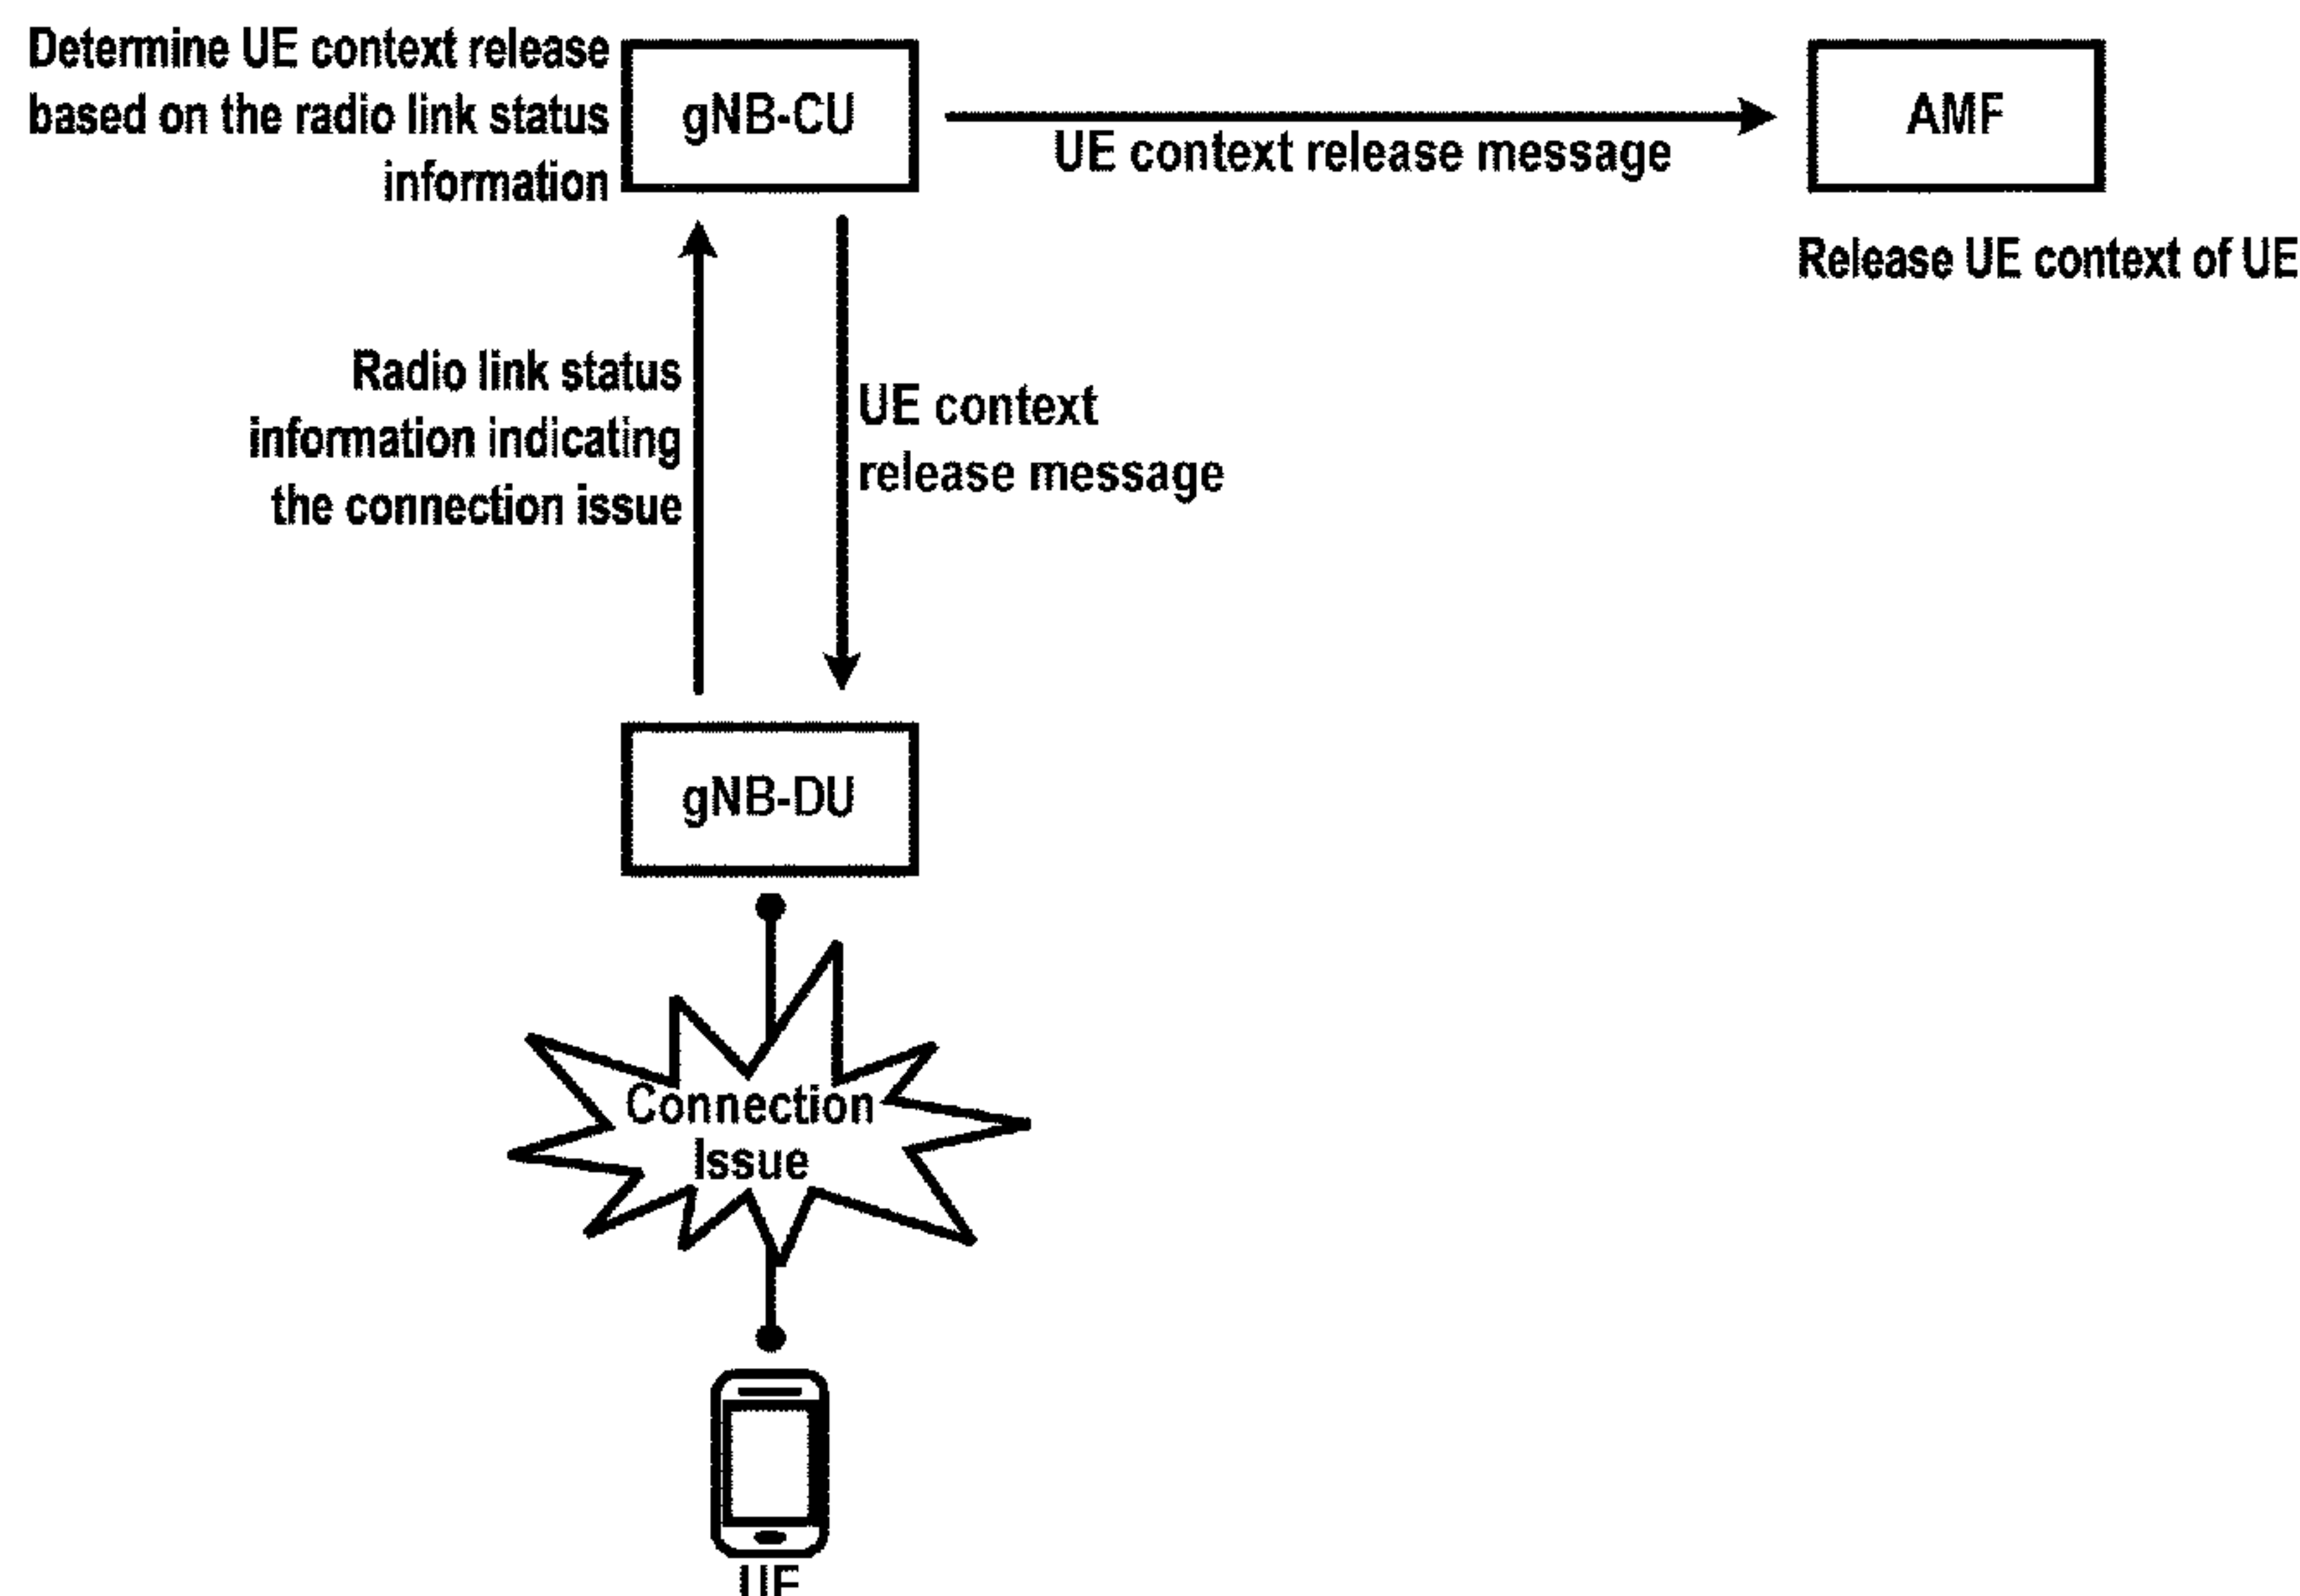 Determine UE context release
based on the radio link status
information
gNB-CU
UE context release message
AMF
Release UE context of UE
Radio link status
information indicating
the connection issue
UE context
release message
gNB-DU
Connection
Issue
UE